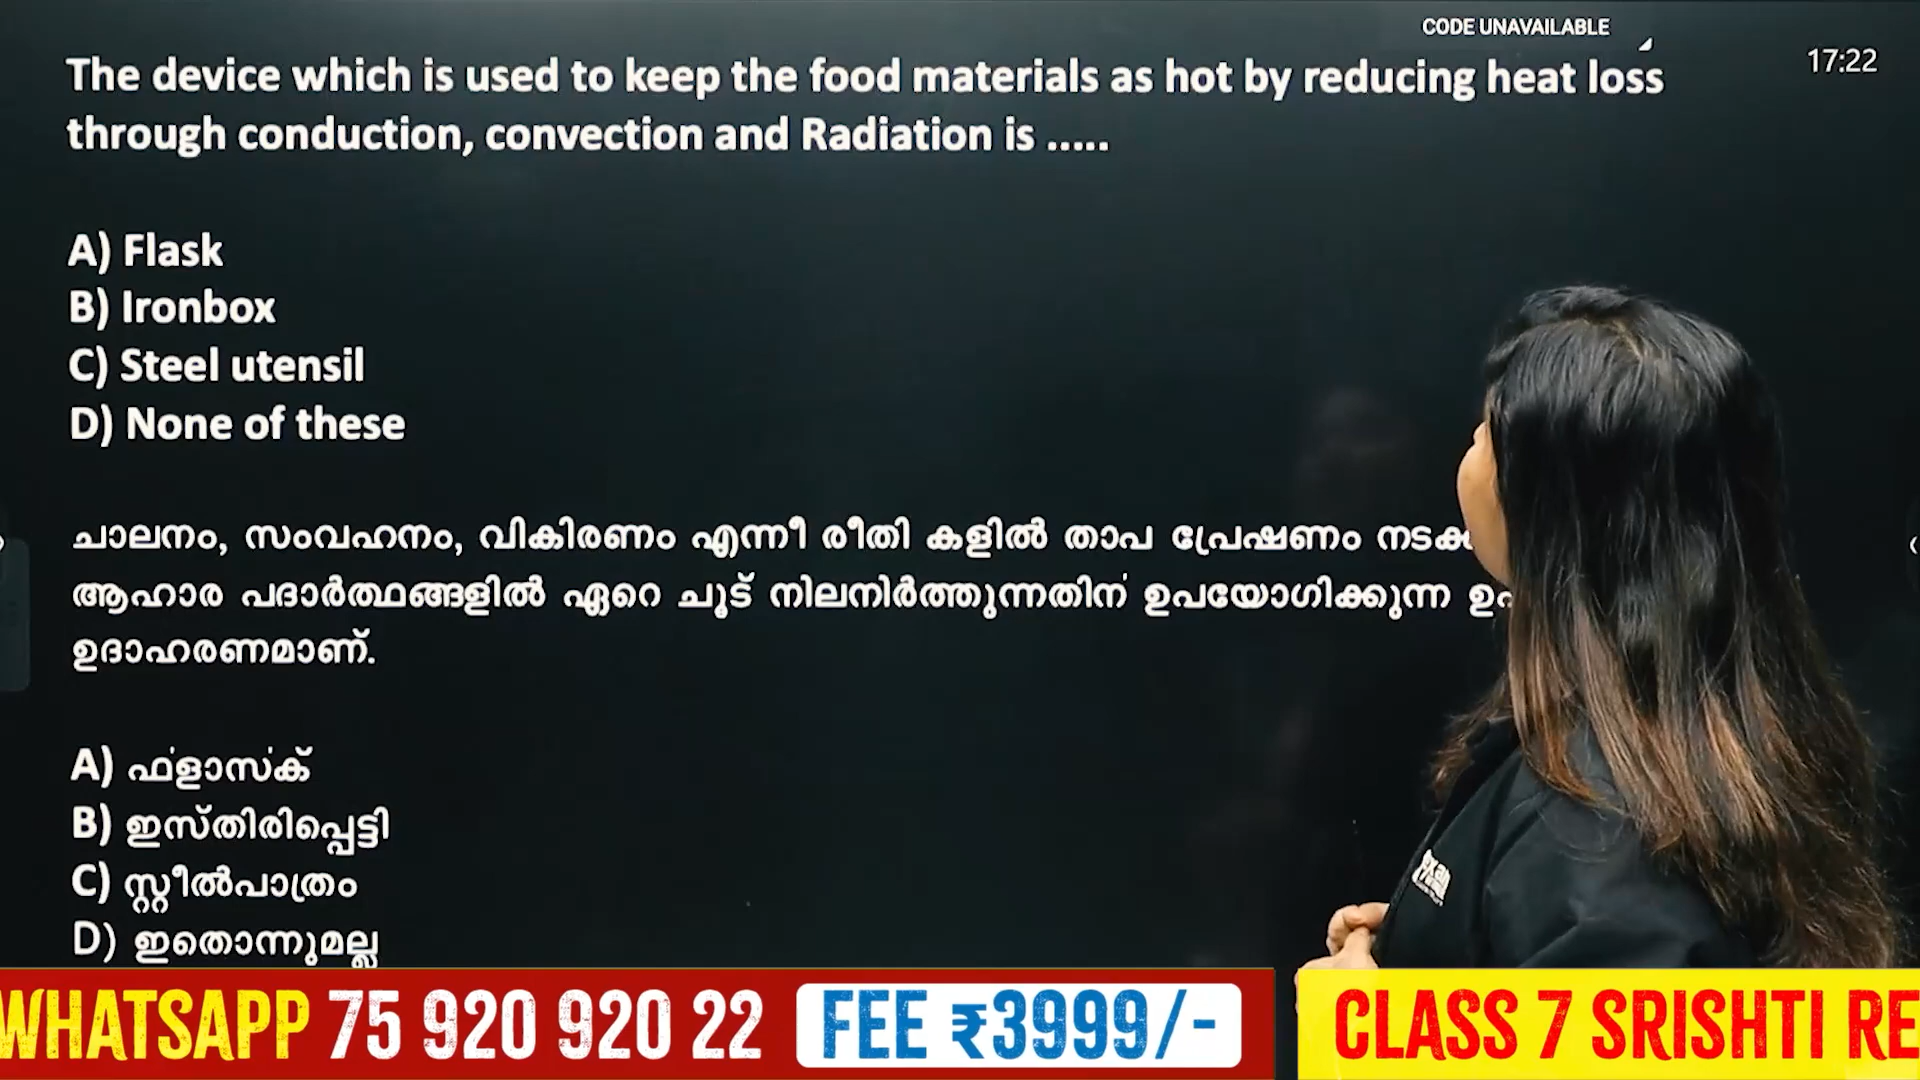 CODE UNAVAILABLE
17:22
The device which is used to keep the food materials as hot by reducing heat loss
through conduction, convection and Radiation is .....
A) Flask
B) Ironbox
C) Steel utensil
D) None of these
ചാലനം, സംവഹനം, വികിരണം എന്നീ രീതി കളിൽ താപ പ്രേഷണം
ആഹാര പദാർത്ഥങ്ങളിൽ ഏറെ ചൂട് നിലനിർത്തുന്നതിന് ഉപയോഗിക്കുന്ന
ഉദാഹരണമാണ്.
A) ഫ്ളാസ്ക്
B) ഇസ്തിരിപ്പെട്ടി
C) സ്റ്റീൽപാത്രം
D) ഇതൊന്നുമല്ല
WHATSAPP 75 920 920 22 FEE ₹3999/- CLASS 7 SRISHTI RE